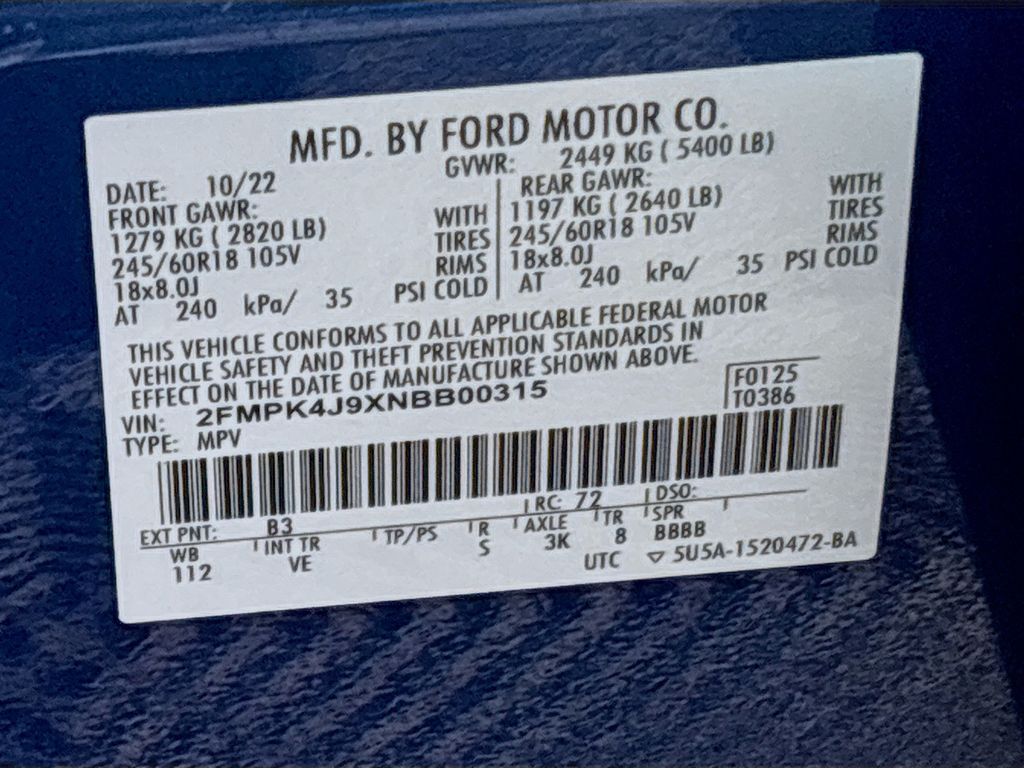 MFD. BY FORD MOTOR CO.
DATE: 10/22 GVWR: 2449 KG ( 5400 LB)
FRONT GAWR: REAR GAWR:
1279 KG ( 2820 LB) WITH 1197 KG ( 2640 LB) WITH
245/60R18 105V TIRES 245/60R18 105V TIRES
18x8.0J RIMS 18x8.0J RIMS
AT 240 kPa/ 35 PSI COLD AT 240 kPa/ 35 PSI COLD
THIS VEHICLE CONFORMS TO ALL APPLICABLE FEDERAL MOTOR
VEHICLE SAFETY AND THEFT PREVENTION STANDARDS IN
EFFECT ON THE DATE OF MANUFACTURE SHOWN ABOVE.
VIN: 2FMPK4J9XNBB00315 F0125
TYPE: MPV T0386
EXT PNT: B3 RC: 72 DSO:
WB INT TR TP/PS R AXLE TR SPR
112 VE S 3K 8 BBBB
UTC ▽ 5U5A-1520472-BA